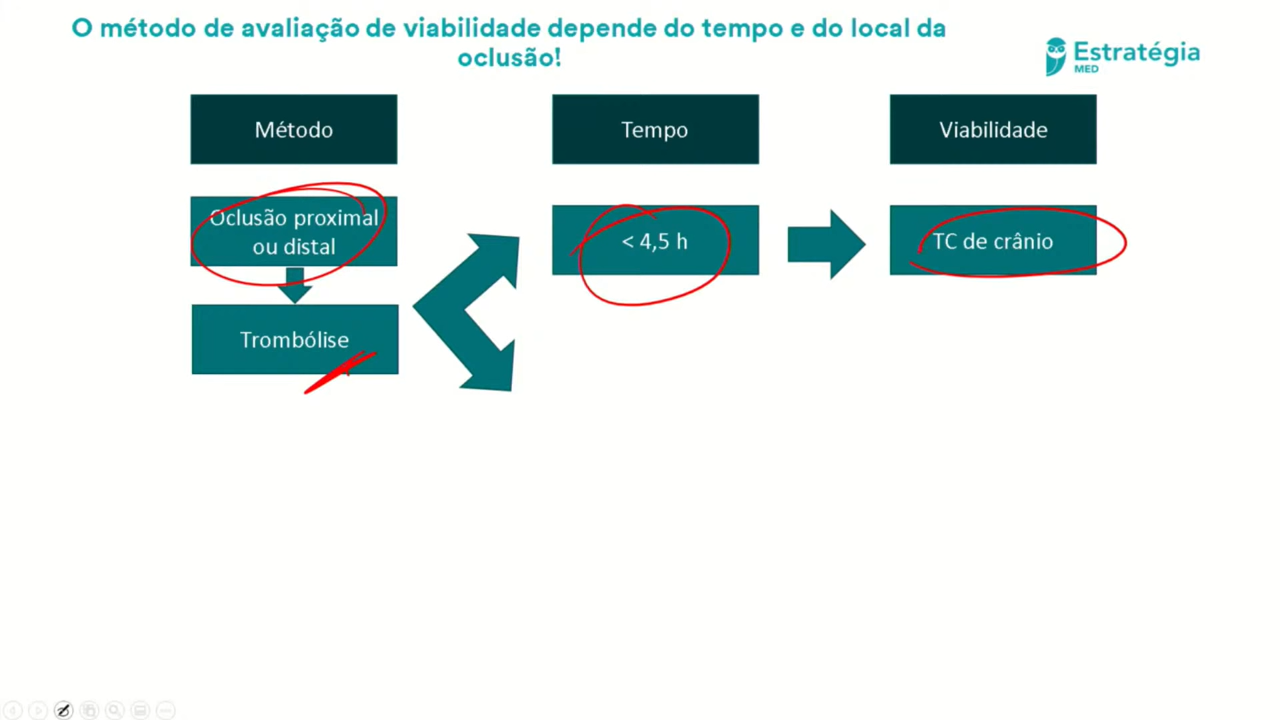 O método de avaliação de viabilidade depende do tempo e do local da
oclusão!
Estratégia
MED
Método
Tempo
Viabilidade
Oclusão proximal
ou distal
< 4,5 h
TC de crânio
Trombólise